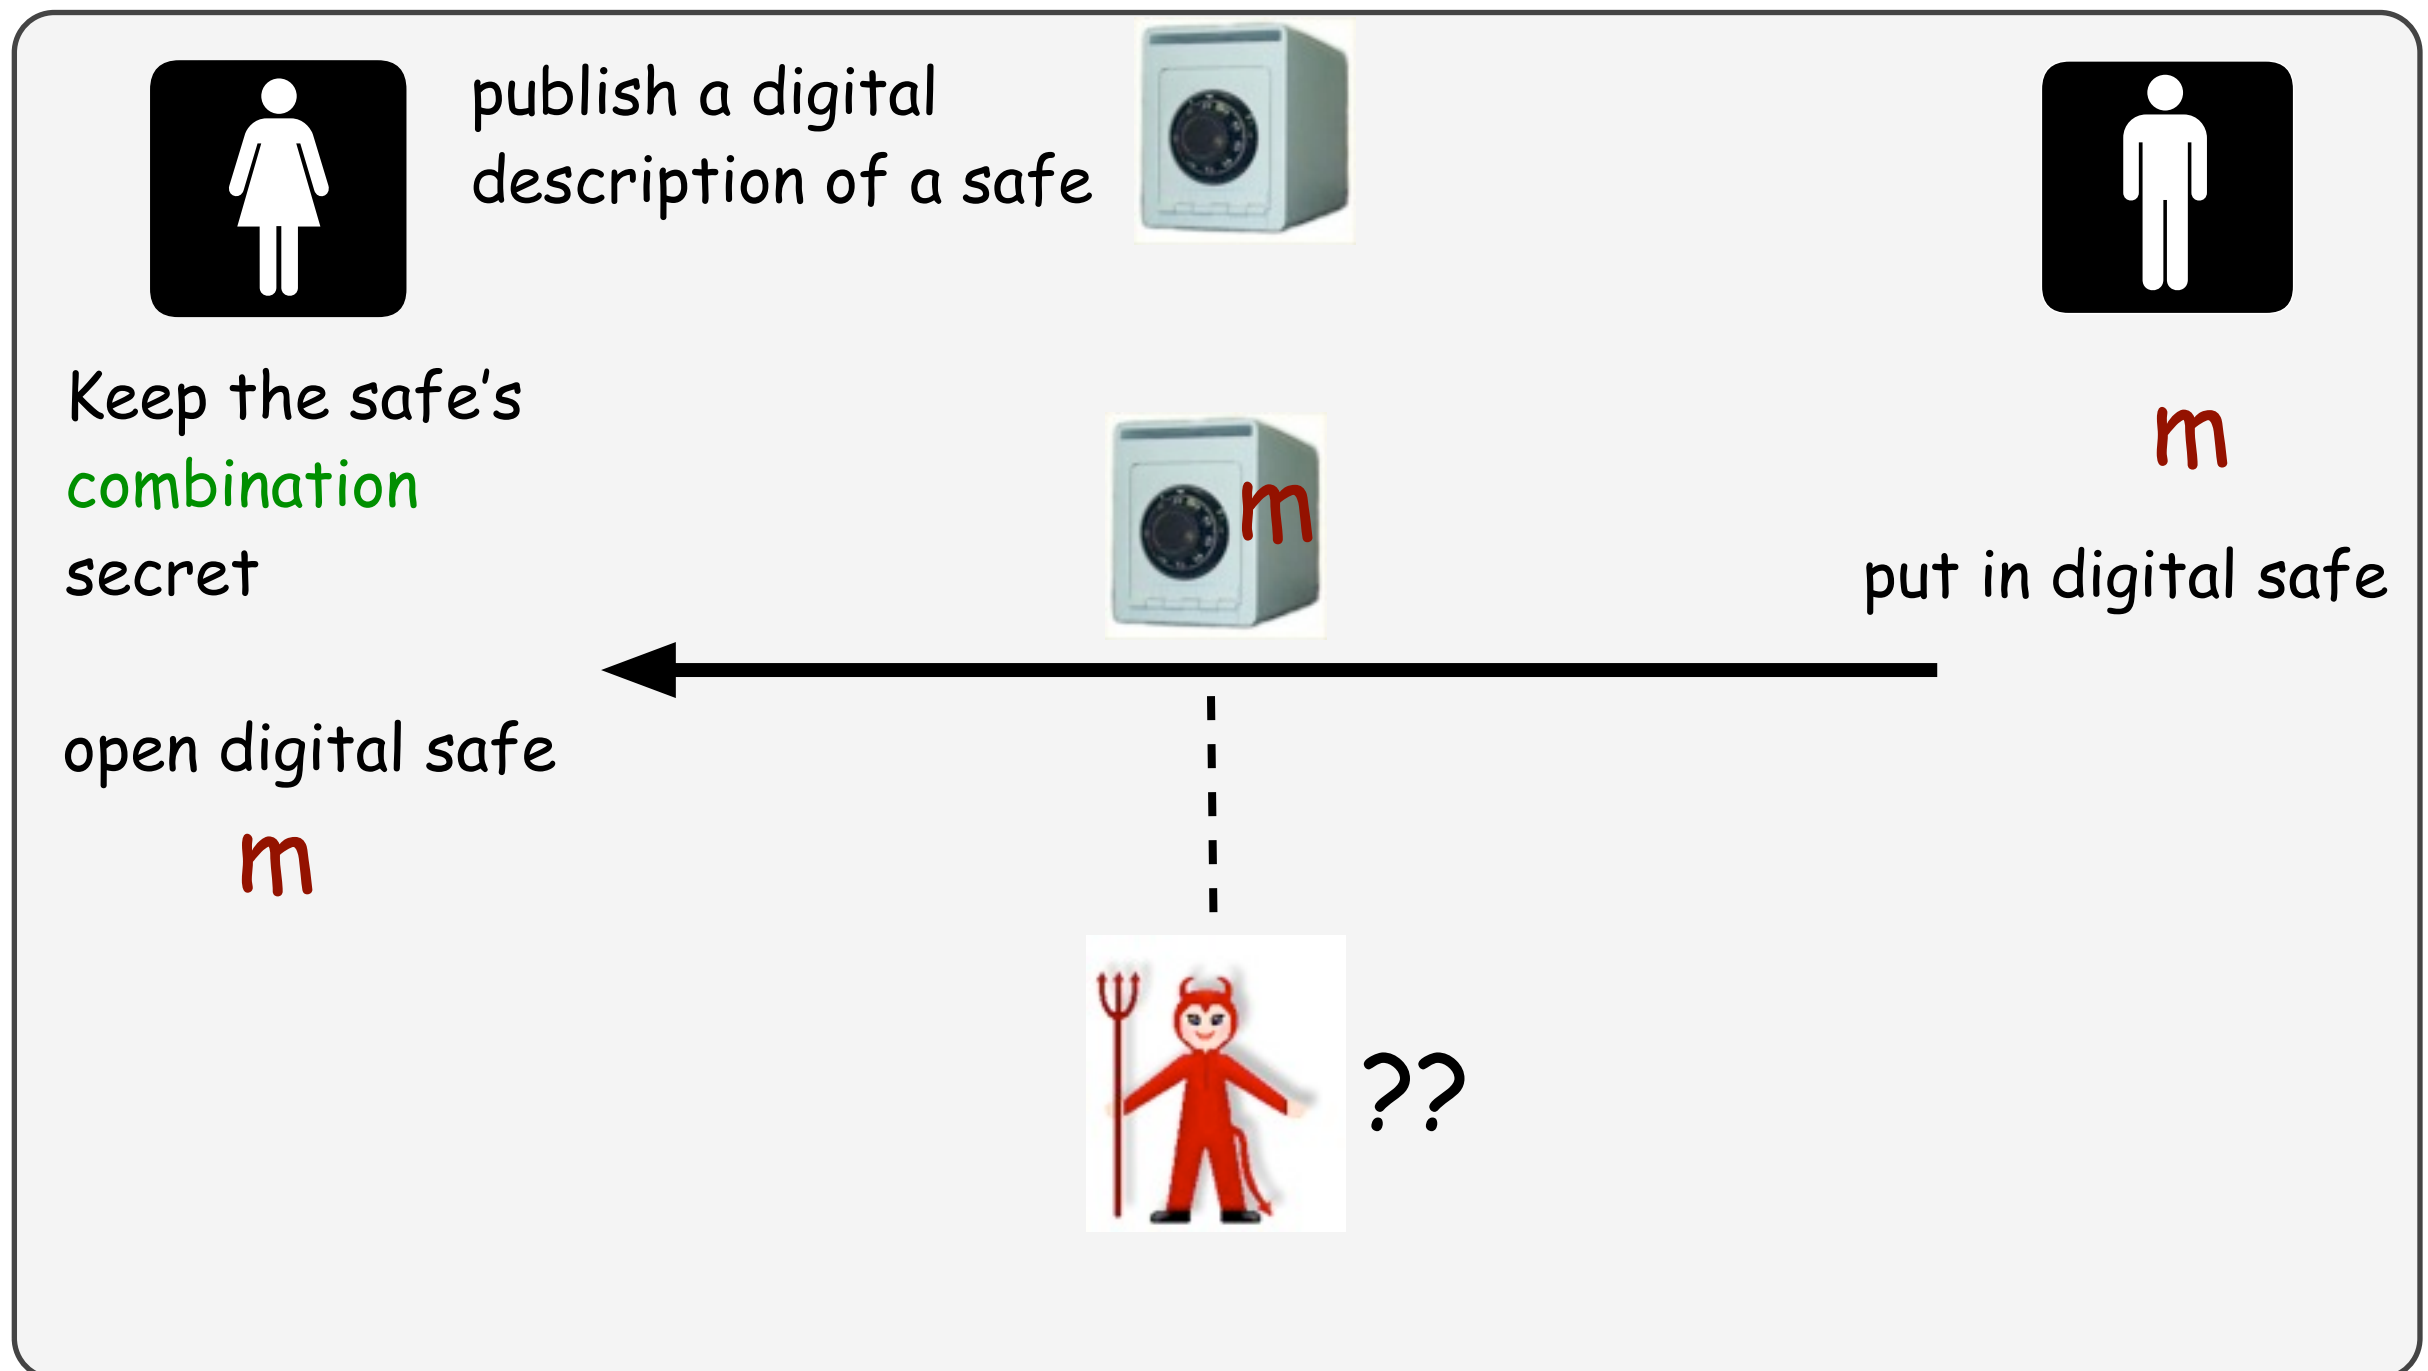 publish a digital
description of a safe
Keep the safe's
combination
secret
m
m
put in digital safe
open digital safe
m
??